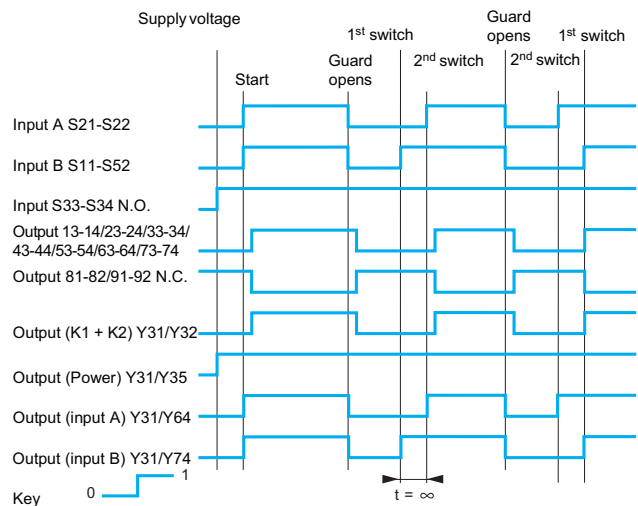 Supply voltage
Guard
opens
1st switch
1st switch
Guard
opens
2nd switch
2nd switch
Start
Input A S21-S22
Input B S11-S52
Input S33-S34 N.O.
Output 13-14/23-24/33-34/
43-44/53-54/63-64/73-74
Output 81-82/91-92 N.C.
Output (K1 + K2) Y31/Y32
Output (Power) Y31/Y35
Output (input A) Y31/Y64
Output (input B) Y31/Y74
Key
0
1
t = ∞